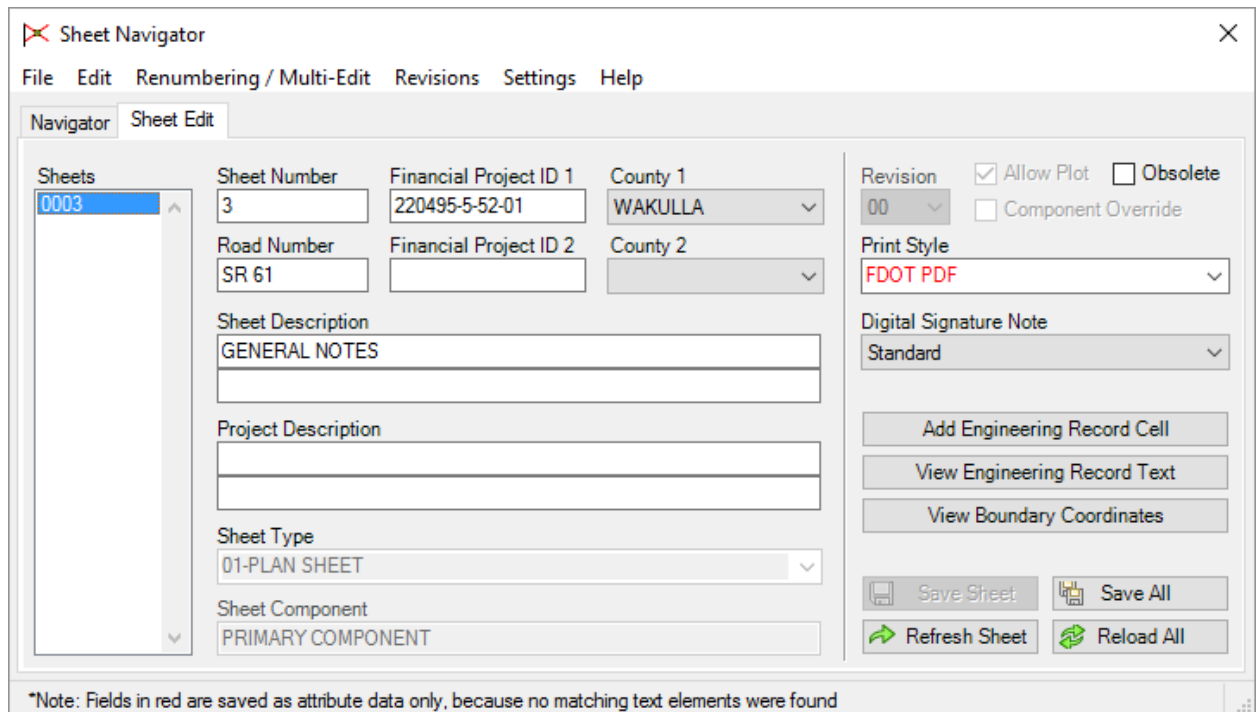 Sheet Navigator
File Edit Renumbering / Multi-Edit Revisions Settings Help
Navigator Sheet Edit
Sheets
0003
Sheet Number Financial Project ID 1 County 1
3 220495-5-52-01 WAKULLA
Road Number Financial Project ID 2 County 2
SR 61
Sheet Description
GENERAL NOTES
Project Description
Sheet Type
01-PLAN SHEET
Sheet Component
PRIMARY COMPONENT
Revision Allow Plot Obsolete
00 Component Override
Print Style
FDOT PDF
Digital Signature Note
Standard
Add Engineering Record Cell
View Engineering Record Text
View Boundary Coordinates
Save Sheet Save All
Refresh Sheet Reload All
*Note: Fields in red are saved as attribute data only, because no matching text elements were found